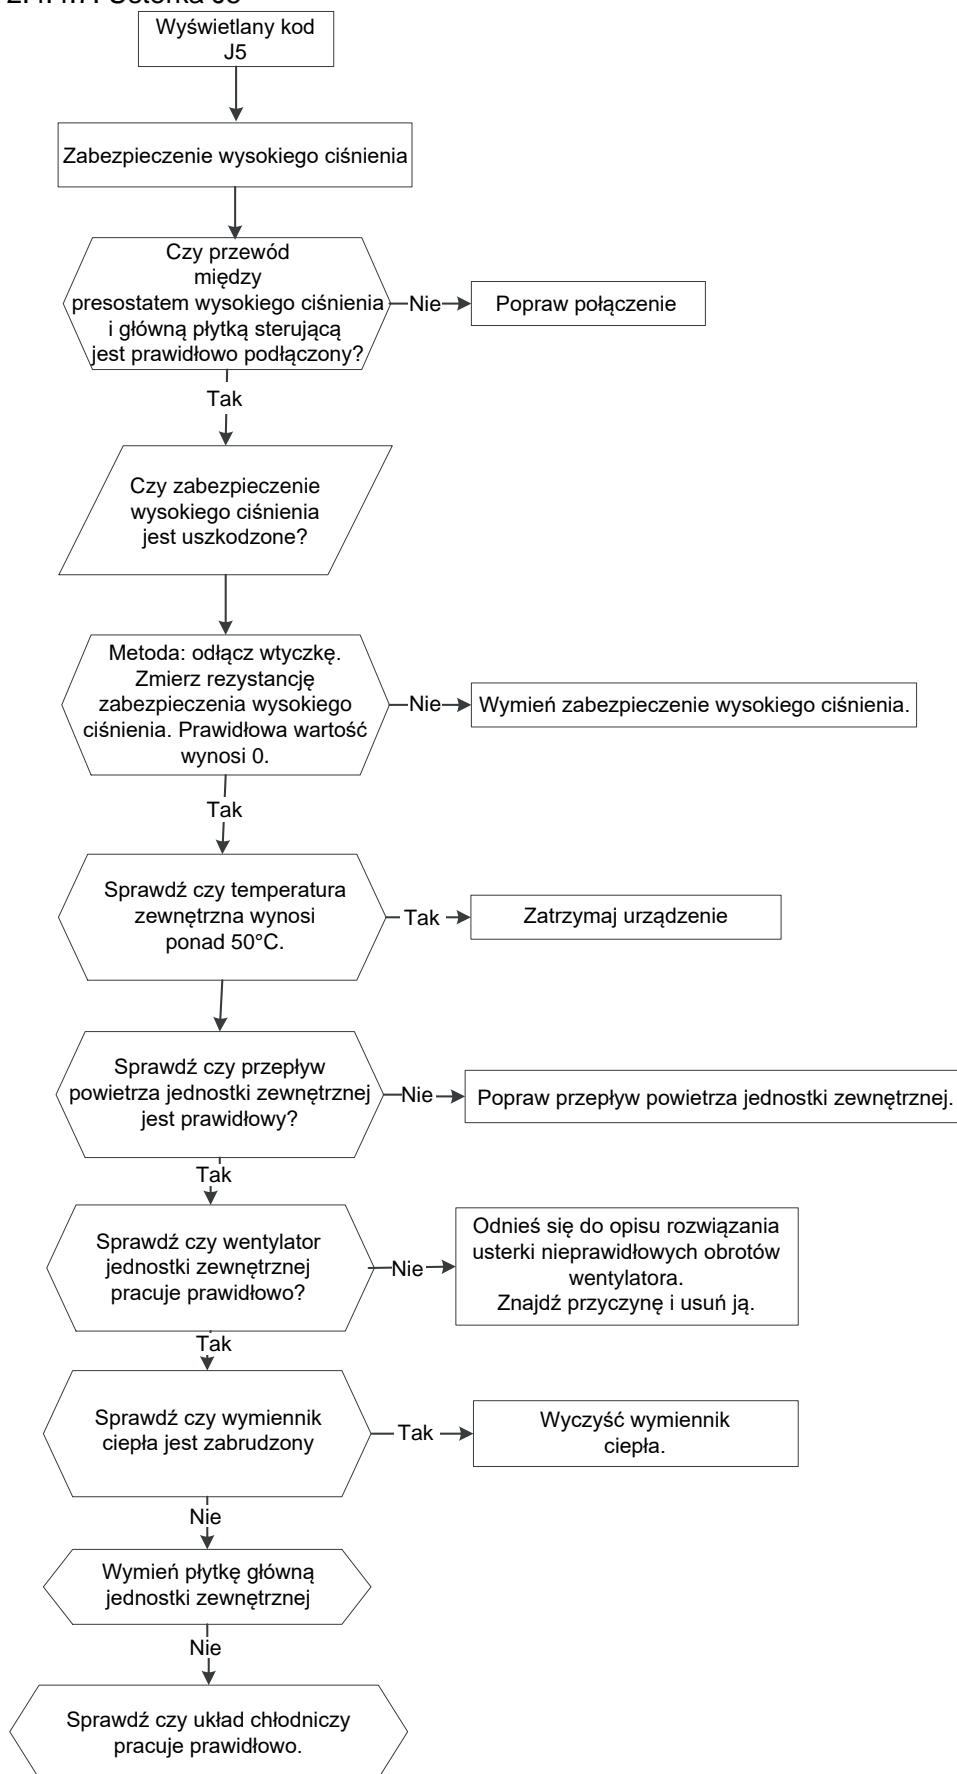 Wyświetlany kod
J5
Zabezpieczenie wysokiego ciśnienia
Czy przewód
między
presostatem wysokiego ciśnienia
i główną płytką sterującą
jest prawidłowo podłączony?
Nie
Popraw połączenie
Tak
Czy zabezpieczenie
wysokiego ciśnienia
jest uszkodzone?
Metoda: odłącz wtyczkę.
Zmierz rezystancję
zabezpieczenia wysokiego
ciśnienia. Prawidłowa wartość
wynosi 0.
Nie
Wymień zabezpieczenie wysokiego ciśnienia.
Tak
Sprawdź czy temperatura
zewnętrzna wynosi
ponad 50°C.
Tak
Zatrzymaj urządzenie
Sprawdź czy przepływ
powietrza jednostki zewnętrznej
jest prawidłowy?
Nie
Popraw przepływ powietrza jednostki zewnętrznej.
Tak
Sprawdź czy wentylator
jednostki zewnętrznej
pracuje prawidłowo?
Nie
Odnieś się do opisu rozwiązania
usterki nieprawidłowych obrotów
wentylatora.
Znajdź przyczynę i usuń ją.
Tak
Sprawdź czy wymiennik
ciepła jest zabrudzony
Tak
Wyczyść wymiennik
ciepła.
Nie
Wymień płytkę główną
jednostki zewnętrznej
Nie
Sprawdź czy układ chłodniczy
pracuje prawidłowo.